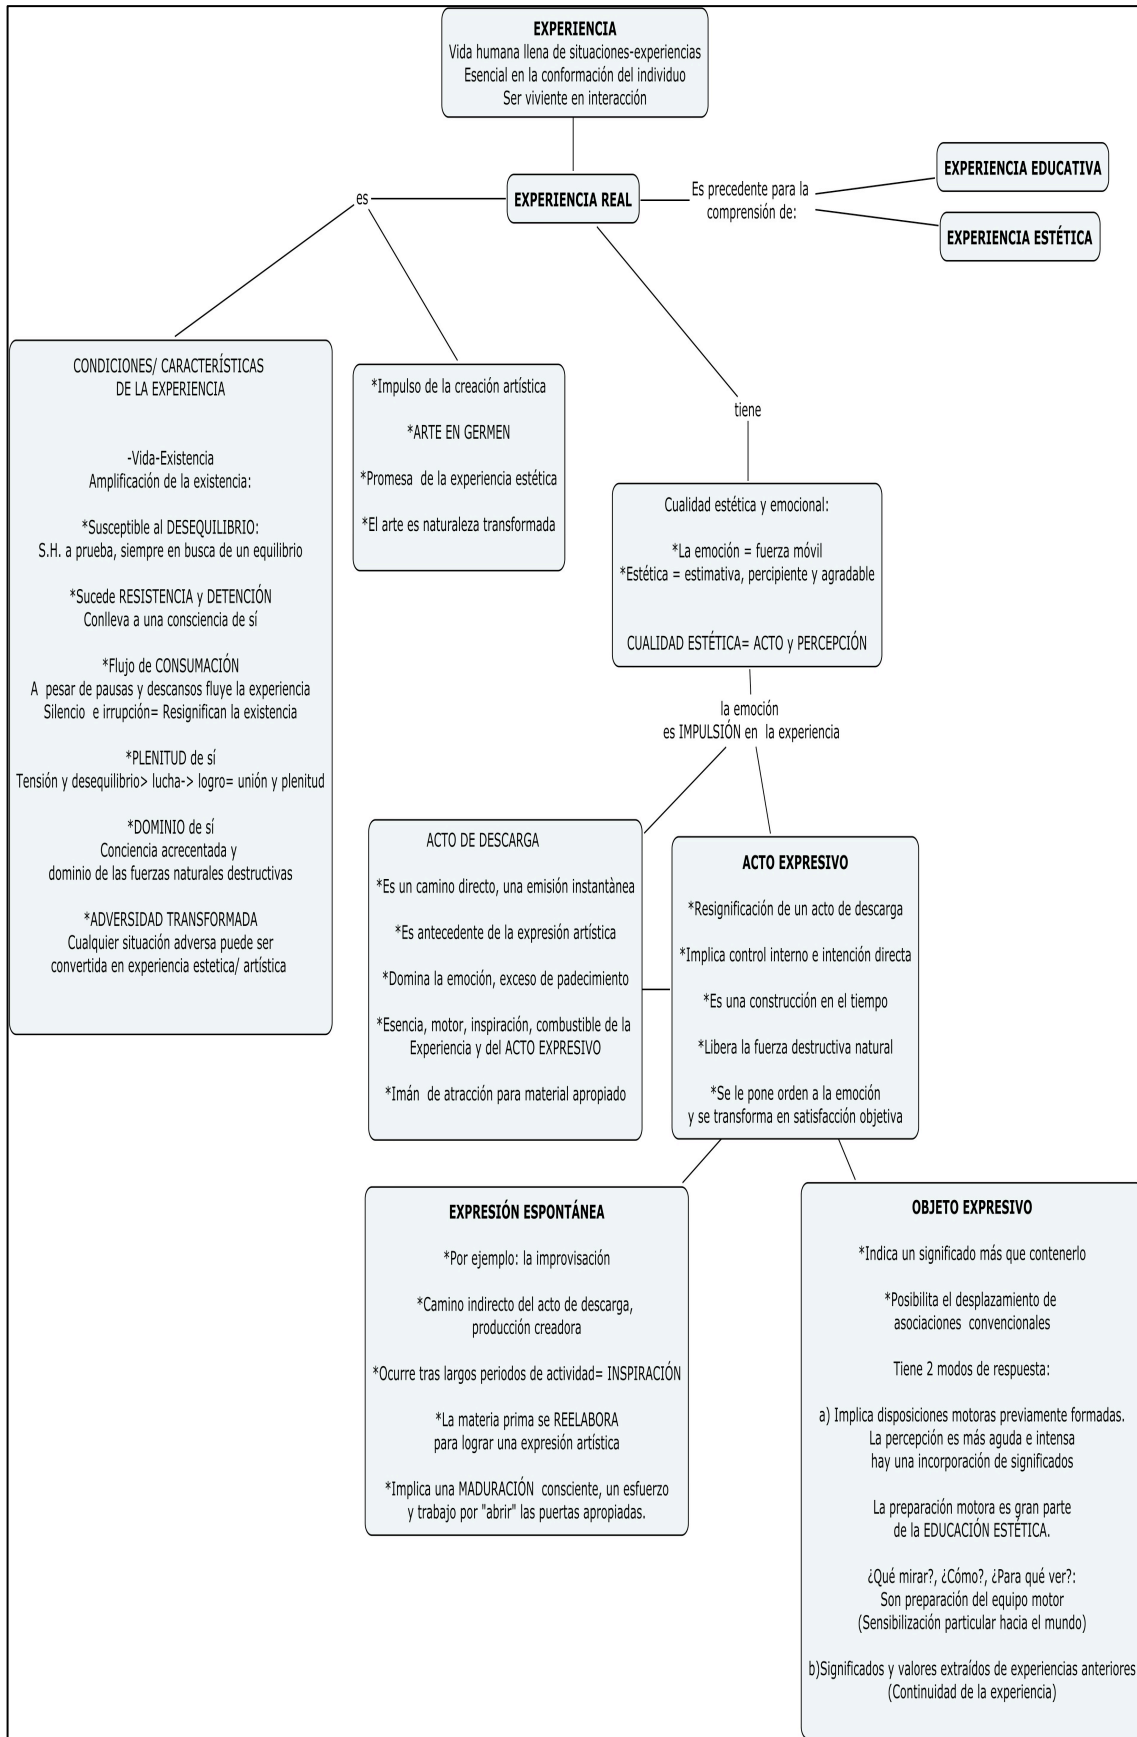 EXPERIENCIA
Vida humana llena de situaciones-experiencias
Esencial en la conformación del individuo
Ser viviente en interacción
EXPERIENCIA REAL
es
Es precedente para la
comprensión de:
EXPERIENCIA EDUCATIVA
EXPERIENCIA ESTÉTICA
CONDICIONES/ CARACTERÍSTICAS
DE LA EXPERIENCIA
-Vida-Existencia
Amplificación de la existencia:
*Susceptible al DESEQUILIBRIO:
S.H. a prueba, siempre en busca de un equilibrio
*Sucede RESISTENCIA y DETENCIÓN
Conlleva a una consciencia de sí
*Flujo de CONSUMACIÓN
A pesar de pausas y descansos fluye la experiencia
Silencio e irrupción= Resignifican la existencia
*PLENITUD de sí
Tensión y desequilibrio> lucha-> logro= unión y plenitud
*DOMINIO de sí
Conciencia acrecentada y
dominio de las fuerzas naturales destructivas
*ADVERSIDAD TRANSFORMADA
Cualquier situación adversa puede ser
convertida en experiencia estetica/ artística
*Impulso de la creación artística
*ARTE EN GERMEN
*Promesa de la experiencia estética
*El arte es naturaleza transformada
tiene
Cualidad estética y emocional:
*La emoción = fuerza móvil
*Estética = estimativa, percipiente y agradable
CUALIDAD ESTÉTICA= ACTO y PERCEPCIÓN
la emoción
es IMPULSIÓN en la experiencia
ACTO DE DESCARGA
*Es un camino directo, una emisión instantànea
*Es antecedente de la expresión artística
*Domina la emoción, exceso de padecimiento
*Esencia, motor, inspiración, combustible de la
Experiencia y del ACTO EXPRESIVO
*Imán de atracción para material apropiado
ACTO EXPRESIVO
*Resignificación de un acto de descarga
*Implica control interno e intención directa
*Es una construcción en el tiempo
*Libera la fuerza destructiva natural
*Se le pone orden a la emoción
y se transforma en satisfacción objetiva
EXPRESIÓN ESPONTÁNEA
*Por ejemplo: la improvisación
*Camino indirecto del acto de descarga,
producción creadora
*Ocurre tras largos periodos de actividad= INSPIRACIÓN
*La materia prima se REELABORA
para lograr una expresión artística
*Implica una MADURACIÓN consciente, un esfuerzo
y trabajo por "abrir" las puertas apropiadas.
OBJETO EXPRESIVO
*Indica un significado más que contenerlo
*Posibilita el desplazamiento de
asociaciones convencionales
Tiene 2 modos de respuesta:
a) Implica disposiciones motoras previamente formadas.
La percepción es más aguda e intensa
hay una incorporación de significados
La preparación motora es gran parte
de la EDUCACIÓN ESTÉTICA.
¿Qué mirar?, ¿Cómo?, ¿Para qué ver?:
Son preparación del equipo motor
(Sensibilización particular hacia el mundo)
b)Significados y valores extraídos de experiencias anteriores
(Continuidad de la experiencia)